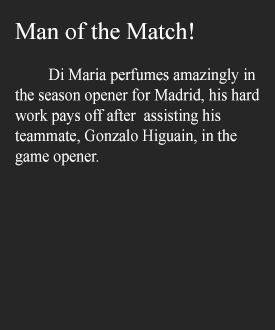 Man of the Match!
Di Maria perfumes amazingly in
the season opener for Madrid, his hard
work pays off after  assisting his
teammate, Gonzalo Higuain, in the
game opener.